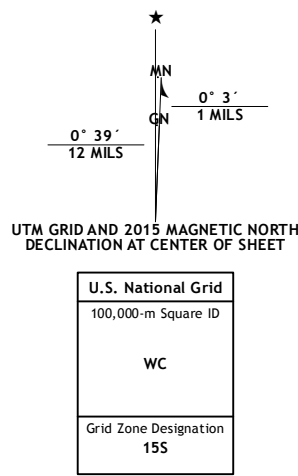 ★
MN
GN
0° 3´
1 MILS
0° 39´
12 MILS
UTM GRID AND 2015 MAGNETIC NORTH
DECLINATION AT CENTER OF SHEET
U.S. National Grid
100,000-m Square ID
WC
Grid Zone Designation
15S